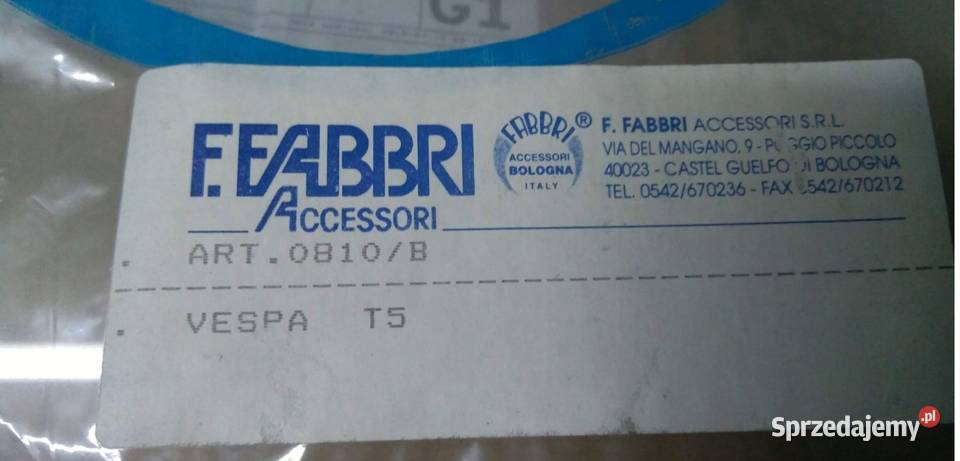 G1
F.FABBRI
ACCESSORI
FABBRI®
ACCESSORI
BOLOGNA
ITALY
F. FABBRI ACCESSORI S.R.L.
VIA DEL MANGANO, 9 - PICCOLO
40023 - CASTEL GUELFO DI BOLOGNA
TEL. 0542/670236 - FAX 0542/670212
ART.0810/B
VESPA T5
Sprzedajemy.pl